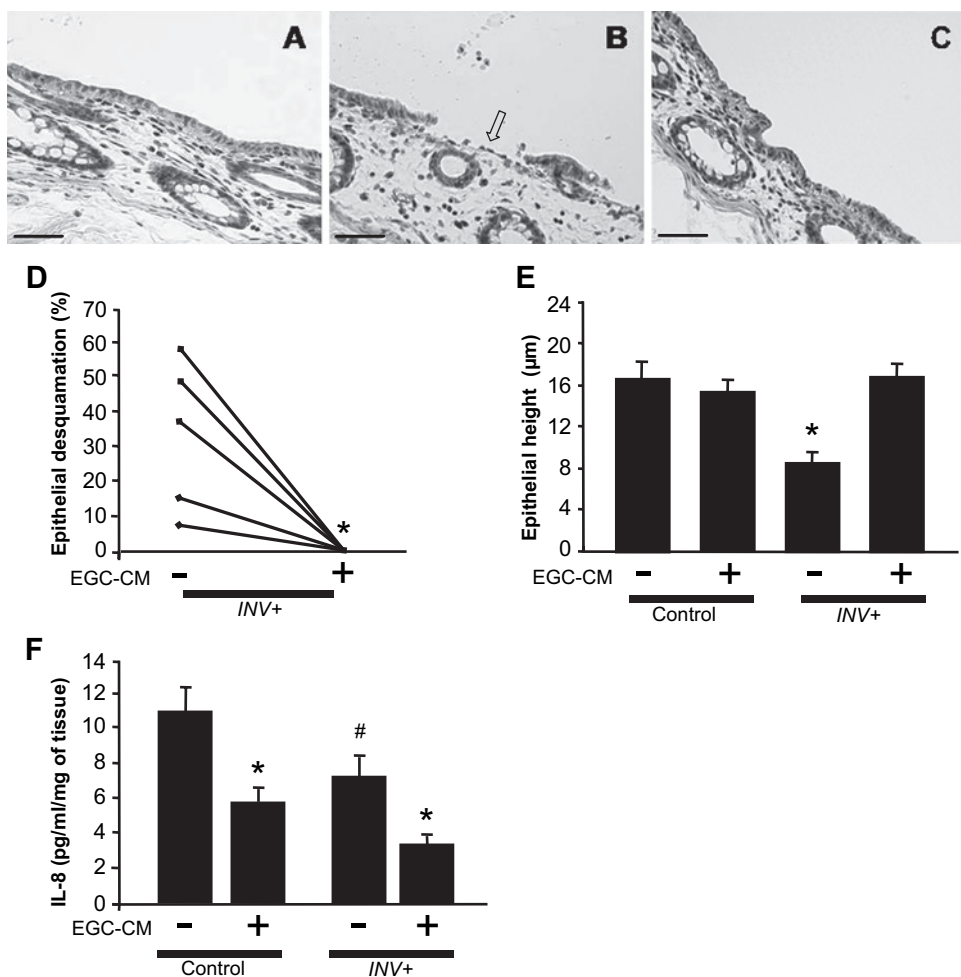 A
B
C
D
Epithelial desquamation (%)
70
60
50
40
30
20
10
0
*
EGC-CM - +
INV+
E
Epithelial height (µm)
24
20
16
12
8
4
0
*
EGC-CM - + - +
Control INV+
F
IL-8 (pg/ml/mg of tissue)
14
12
10
8
6
4
2
0
*
#
*
EGC-CM - + - +
Control INV+